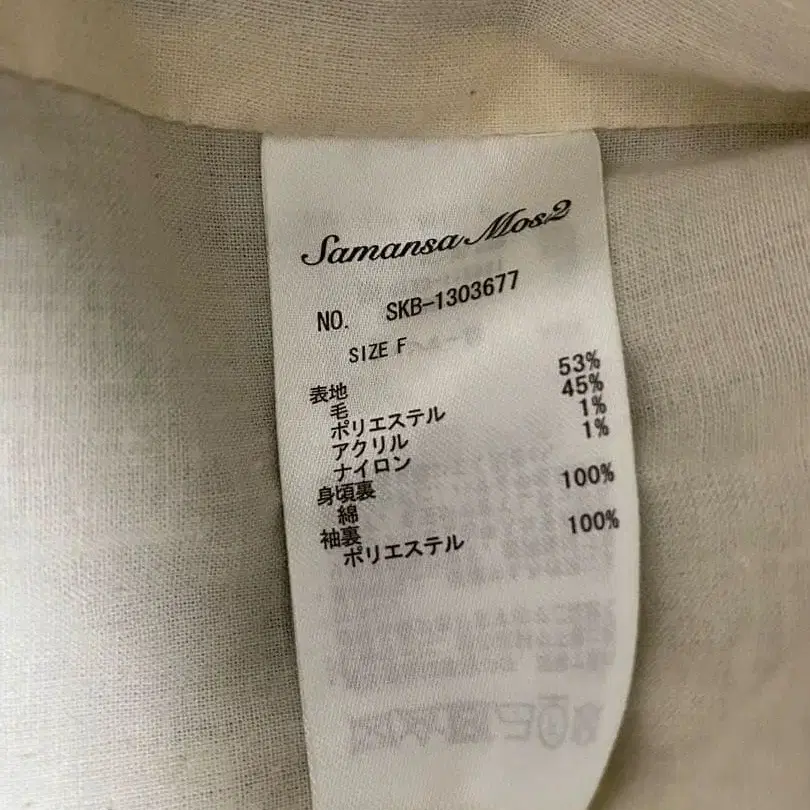 Samansa Mos2
NO. SKB-1303677
SIZE F
表地
毛 53%
ポリエステル 45%
アクリル 1%
ナイロン 1%
身頃裏
綿 100%
袖裏
ポリエステル 100%